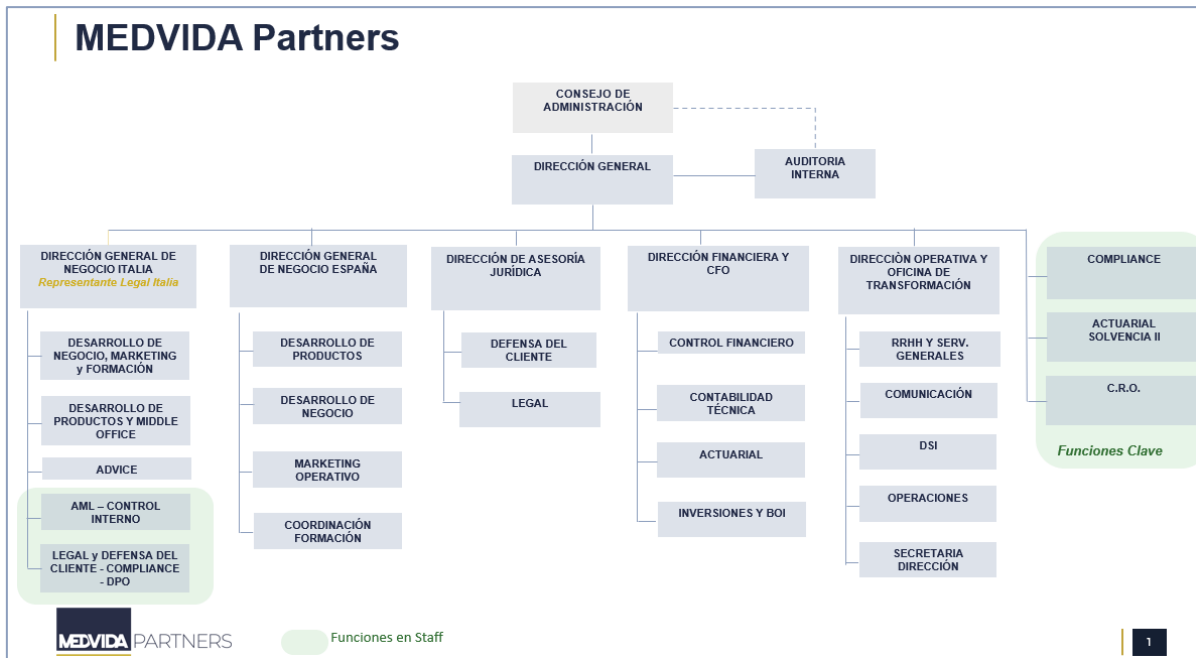 MEDVIDA Partners
CONSEJO DE
ADMINISTRACIÓN
DIRECCIÓN GENERAL
AUDITORIA
INTERNA
DIRECCIÓN GENERAL DE
NEGOCIO ITALIA
Representante Legal Italia
DESARROLLO DE
NEGOCIO, MARKETING
y FORMACIÓN
DESARROLLO DE
PRODUCTOS Y MIDDLE
OFFICE
ADVICE
AML – CONTROL
INTERNO
LEGAL y DEFENSA DEL
CLIENTE - COMPLIANCE
- DPO
DIRECCIÓN GENERAL
DE NEGOCIO ESPAÑA
DESARROLLO DE
PRODUCTOS
DESARROLLO DE
NEGOCIO
MARKETING
OPERATIVO
COORDINACIÓN
FORMACIÓN
DIRECCIÓN DE ASESORÍA
JURÍDICA
DEFENSA DEL
CLIENTE
LEGAL
DIRECCIÓN FINANCIERA Y
CFO
CONTROL FINANCIERO
CONTABILIDAD
TÉCNICA
ACTUARIAL
INVERSIONES Y BOI
DIRECCIÒN OPERATIVA Y
OFICINA DE
TRANSFORMACIÓN
RRHH Y SERV.
GENERALES
COMUNICACIÓN
DSI
OPERACIONES
SECRETARIA
DIRECCIÓN
COMPLIANCE
ACTUARIAL
SOLVENCIA II
C.R.O.
Funciones Clave
MEDVIDA PARTNERS
Funciones en Staff
1